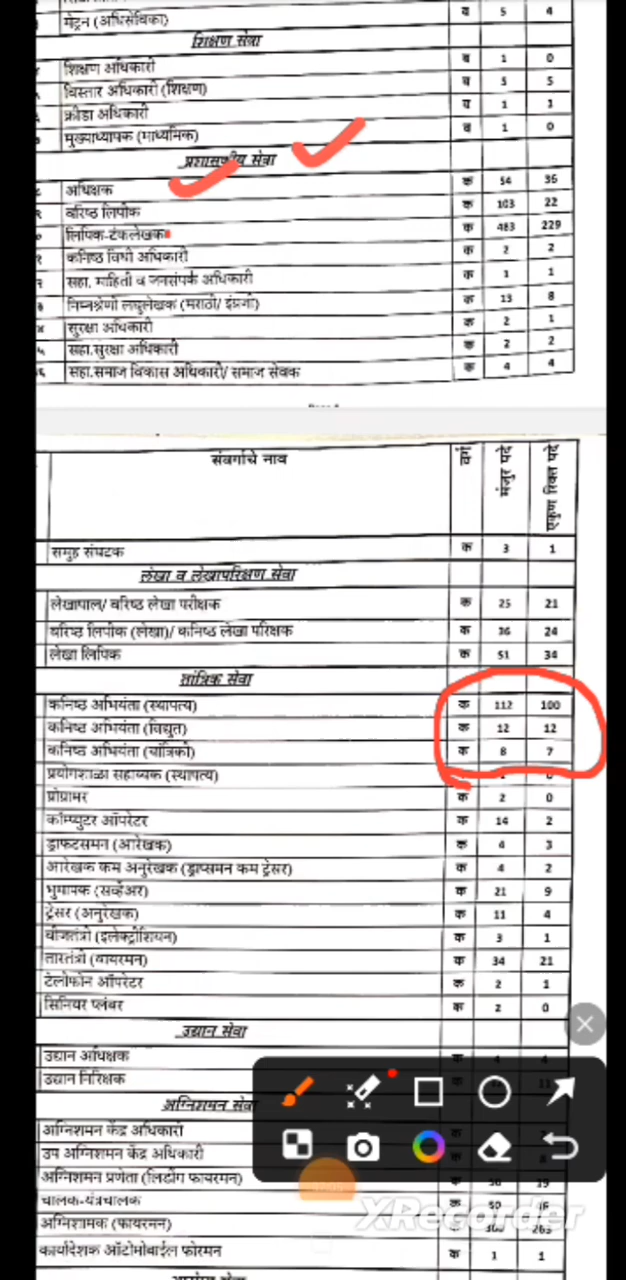 मेट्रन (अधिसेविका) ब 5 4
शिक्षण सेवा
शिक्षण अधिकारी ब 1 0
विस्तार अधिकारी (शिक्षण) ब 5 5
क्रीडा अधिकारी ब 1 1
मुख्याध्यापक (माध्यमिक) ब 1 0
प्रशासकीय सेवा
अधिक्षक क 54 36
वरिष्ठ लिपीक क 103 22
लिपिक-टंकलेखक क 483 229
कनिष्ठ विधी अधिकारी क 2 2
सहा. माहिती व जनसंपर्क अधिकारी क 1 1
निम्नश्रेणी लघुलेखक (मराठी/ इंग्रजी) क 13 8
सुरक्षा अधिकारी क 2 1
सहा.सुरक्षा अधिकारी क 2 2
सहा.समाज विकास अधिकारी/ समाज सेवक क 4 4
संवर्गाचे नाव वर्ग मंजुर पदे एकुण रिक्त पदे
समुह संघटक क 3 1
लेखा व लेखापरिक्षण सेवा
लेखापाल/ वरिष्ठ लेखा परीक्षक क 25 21
वरिष्ठ लिपीक (लेखा)/ कनिष्ठ लेखा परिक्षक क 36 24
लेखा लिपिक क 51 34
तांत्रिक सेवा
कनिष्ठ अभियंता (स्थापत्य) क 112 100
कनिष्ठ अभियंता (विद्युत) क 12 12
कनिष्ठ अभियंता (यांत्रिकी) क 8 7
प्रयोगशाळा सहाय्यक (स्थापत्य)
प्रोग्रामर क 2 0
कॉम्प्युटर ऑपरेटर क 14 2
ड्राफ्टसमन (आरेखक) क 4 3
आरेखक कम अनुरेखक (ड्राप्समन कम ट्रेसर) क 4 2
भुमापक (सर्व्हेअर) क 21 9
ट्रेसर (अनुरेखक) क 11 4
वीजतंत्री (इलेक्ट्रीशियन) क 3 1
तारतंत्री (वायरमन) क 34 21
टेलीफोन ऑपरेटर क 2 1
सिनियर प्लंबर क 2 0
उद्यान सेवा
उद्यान अधिक्षक
उद्यान निरिक्षक 11
अग्निशमन सेवा
अग्निशमन केंद्र अधिकारी
उप अग्निशमन केंद्र अधिकारी
अग्निशमन प्रणेता (लिडींग फायरमन)
चालक-यंत्रचालक
अग्निशामक (फायरमन)
XRecorder
कार्यादेशक ऑटोमोबाईल फोरमन क 1 1